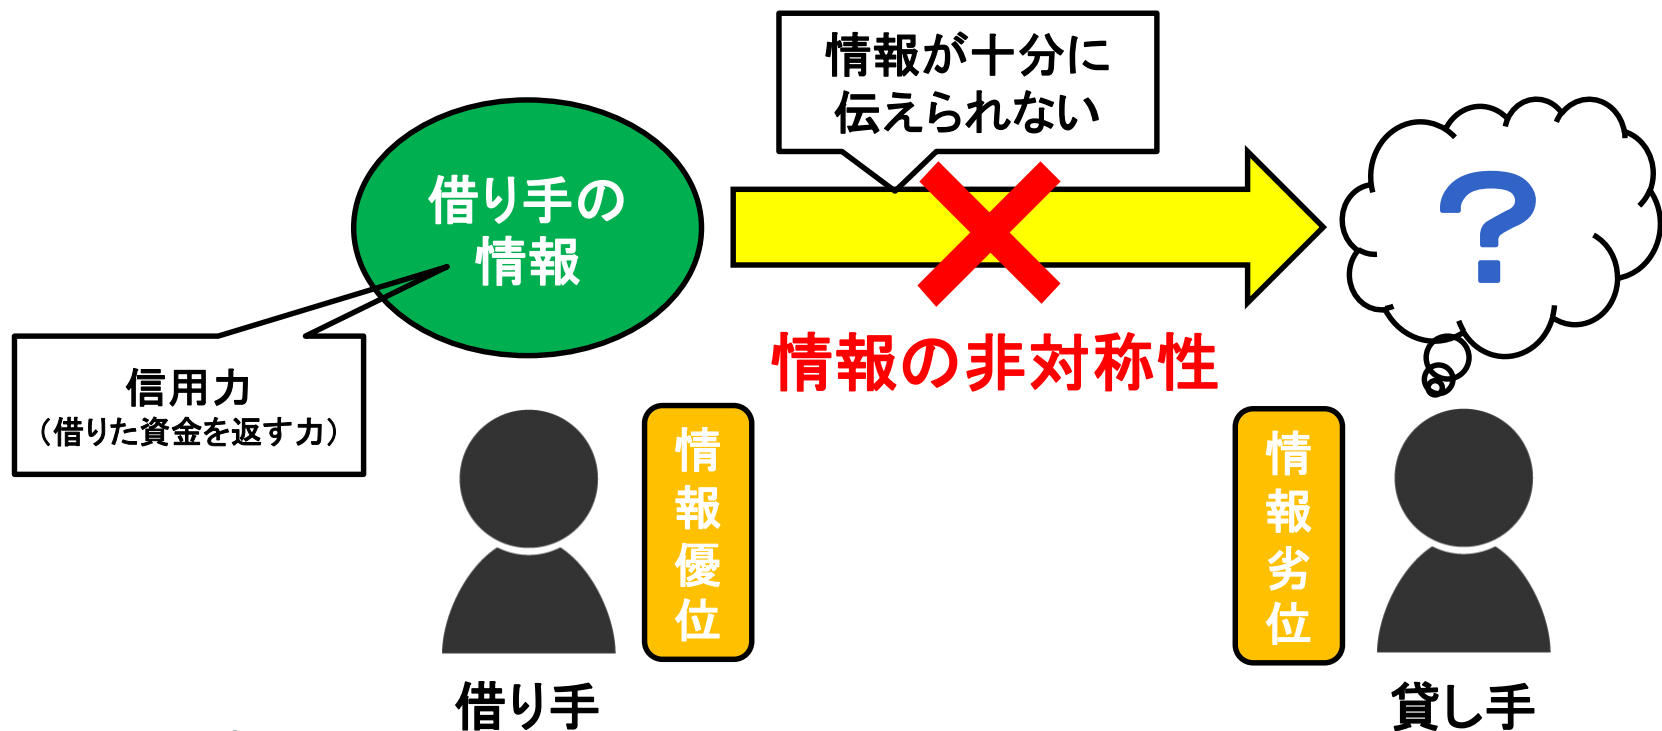 情報が十分に
伝えられない
借り手の
情報
?
情報の非対称性
信用力
（借りた資金を返す力）
情報優位
情報劣位
借り手
貸し手